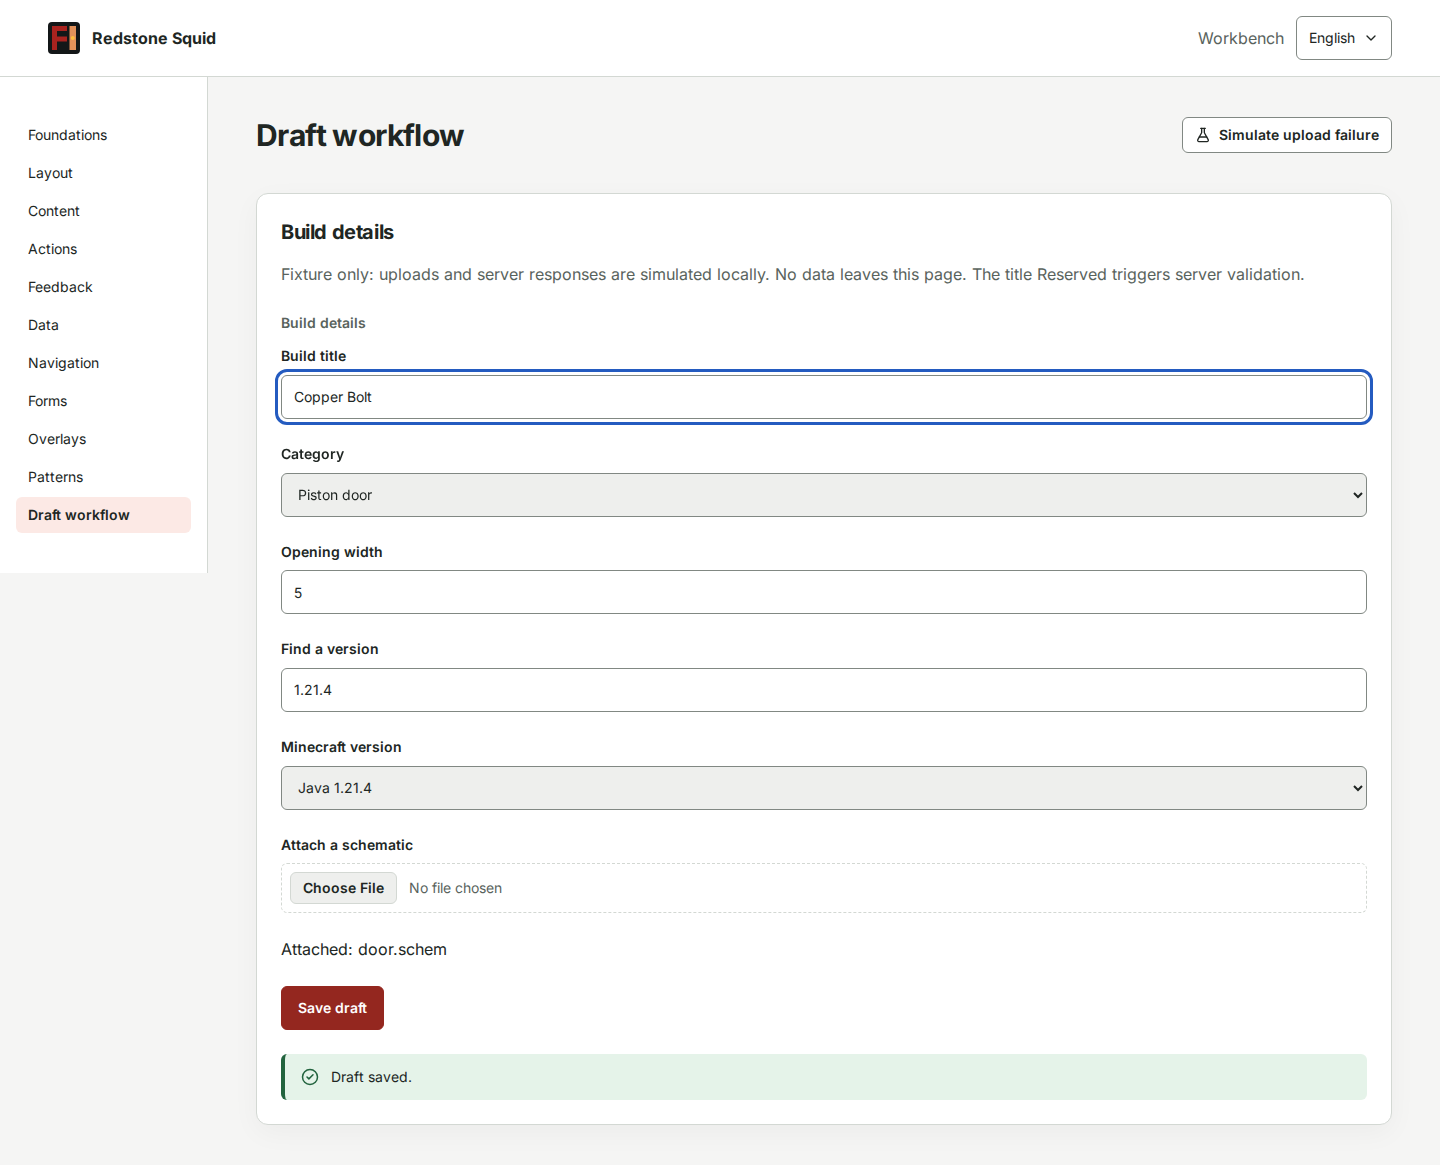 Redstone Squid
Workbench
English
Foundations
Layout
Content
Actions
Feedback
Data
Navigation
Forms
Overlays
Patterns
Draft workflow
Draft workflow
Simulate upload failure
Build details
Fixture only: uploads and server responses are simulated locally. No data leaves this page. The title Reserved triggers server validation.
Build details
Build title
Copper Bolt
Category
Piston door
Opening width
5
Find a version
1.21.4
Minecraft version
Java 1.21.4
Attach a schematic
Choose File No file chosen
Attached: door.schem
Save draft
Draft saved.